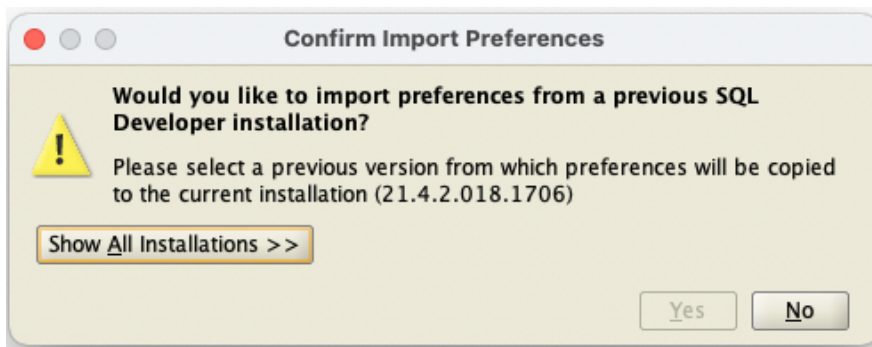 Confirm Import Preferences
Would you like to import preferences from a previous SQL
Developer installation?
Please select a previous version from which preferences will be copied
to the current installation (21.4.2.018.1706)
Show All Installations >>
Yes
No